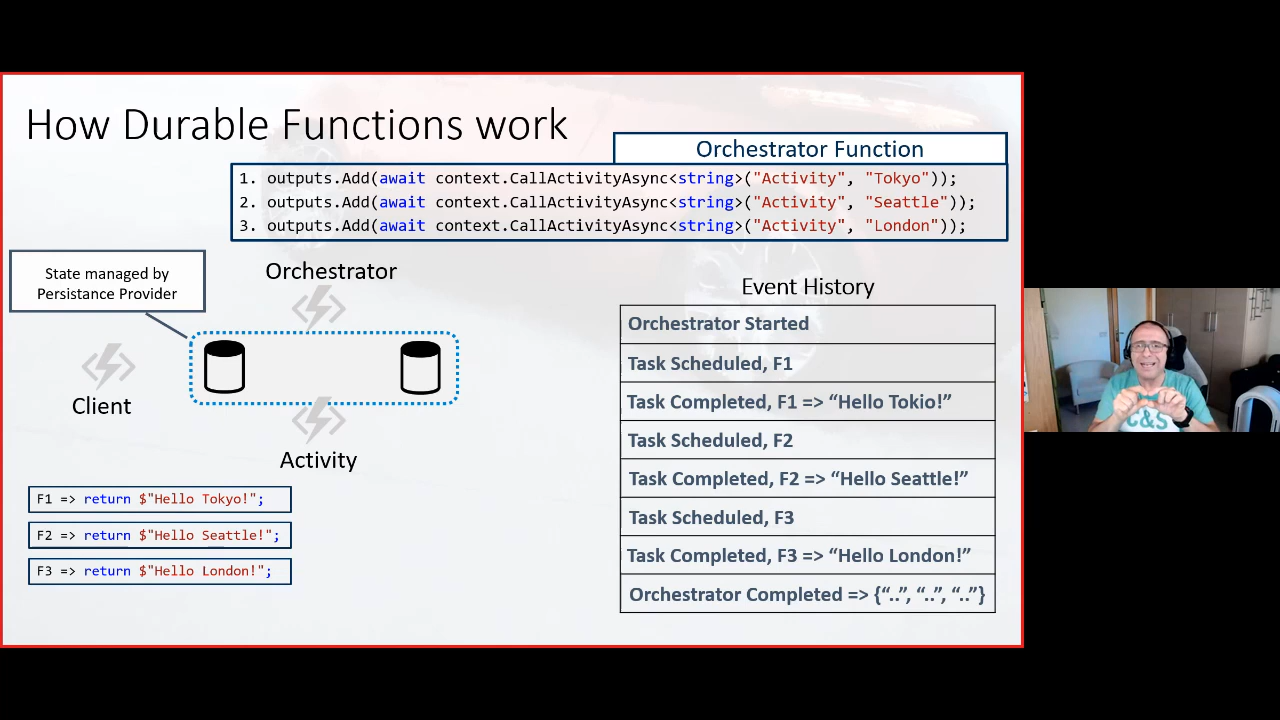 How Durable Functions work
Orchestrator Function
1. outputs.Add(await context.CallActivityAsync<string>("Activity", "Tokyo"));
2. outputs.Add(await context.CallActivityAsync<string>("Activity", "Seattle"));
3. outputs.Add(await context.CallActivityAsync<string>("Activity", "London"));
State managed by
Persistance Provider
Orchestrator
Client
Activity
F1 => return $"Hello Tokyo!";
F2 => return $"Hello Seattle!";
F3 => return $"Hello London!";
Event History
Orchestrator Started
Task Scheduled, F1
Task Completed, F1 => “Hello Tokio!”
Task Scheduled, F2
Task Completed, F2 => “Hello Seattle!”
Task Scheduled, F3
Task Completed, F3 => “Hello London!”
Orchestrator Completed => {“..”, “..”, “..”}
C&S